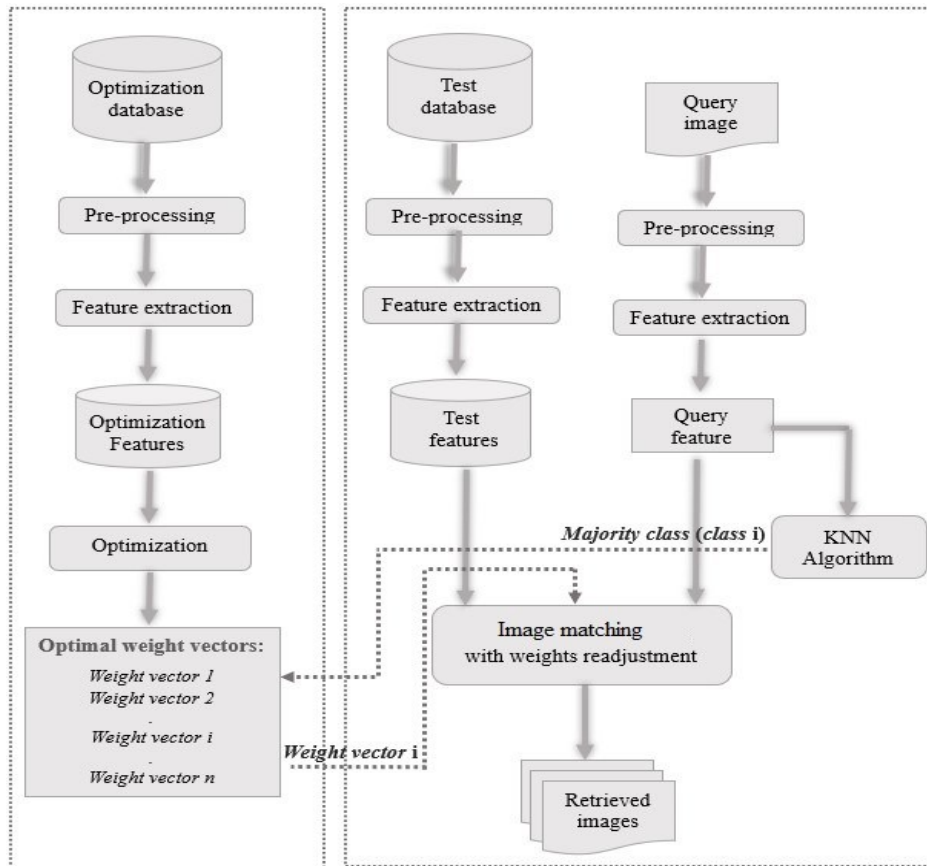 Optimization
database
Pre-processing
Feature extraction
Optimization
Features
Optimization
Optimal weight vectors:
Weight vector 1
Weight vector 2
.
Weight vector i
.
Weight vector n
Test
database
Pre-processing
Feature extraction
Test
features
Query
image
Pre-processing
Feature extraction
Query
feature
KNN
Algorithm
Majority class (class i)
Weight vector i
Image matching
with weights readjustment
Retrieved
images